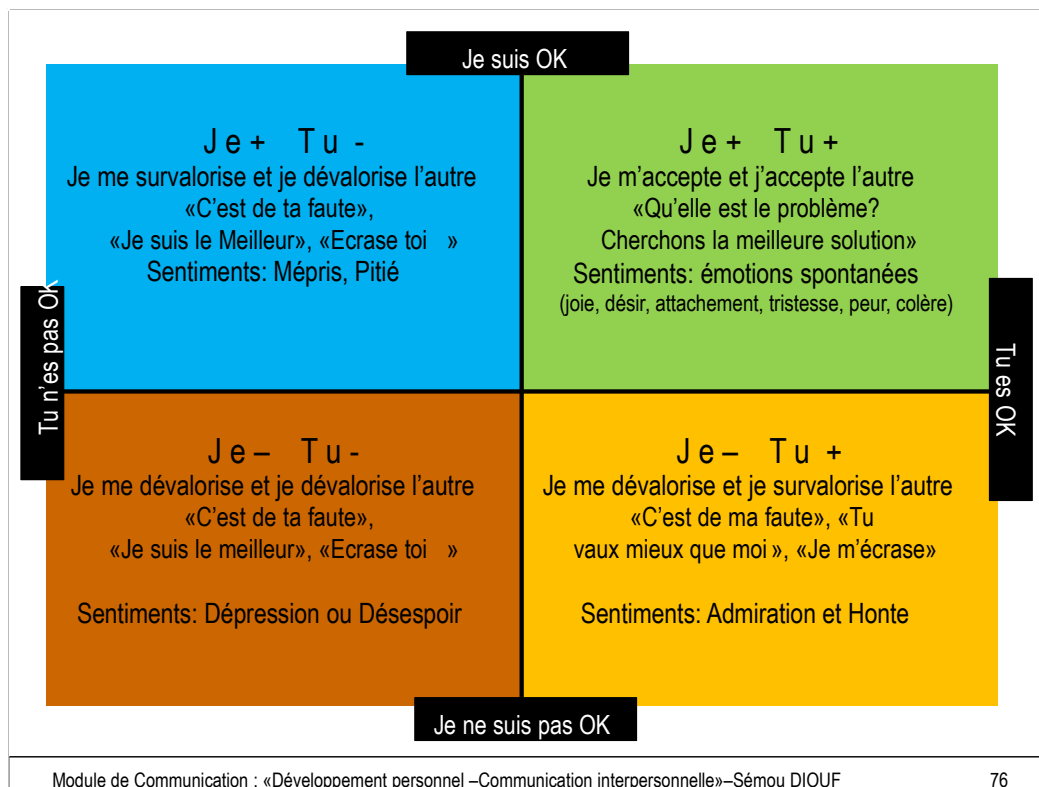 Je suis OK
Je+ Tu -
Je me survalorise et je dévalorise l’autre
«C’est de ta faute»,
«Je suis le Meilleur», «Ecrase toi »
Sentiments: Mépris, Pitié
Je+ Tu+
Je m’accepte et j’accepte l’autre
«Qu’elle est le problème?
Cherchons la meilleure solution»
Sentiments: émotions spontanées
(joie, désir, attachement, tristesse, peur, colère)
Tu n’es pas OK
Tu es OK
Je– Tu-
Je me dévalorise et je dévalorise l’autre
«C’est de ta faute»,
«Je suis le meilleur», «Ecrase toi »
Sentiments: Dépression ou Désespoir
Je– Tu +
Je me dévalorise et je survalorise l’autre
«C’est de ma faute», «Tu
vaux mieux que moi», «Je m’écrase»
Sentiments: Admiration et Honte
Je ne suis pas OK
Module de Communication : «Développement personnel –Communication interpersonnelle»–Sémou DIOUF 76